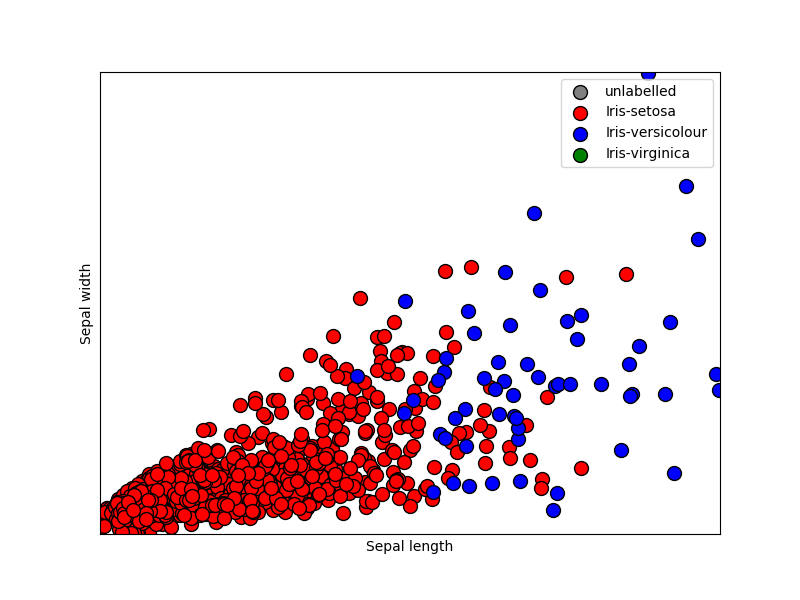 unlabelled
Iris-setosa
Iris-versicolour
Iris-virginica
Sepal width
Sepal length